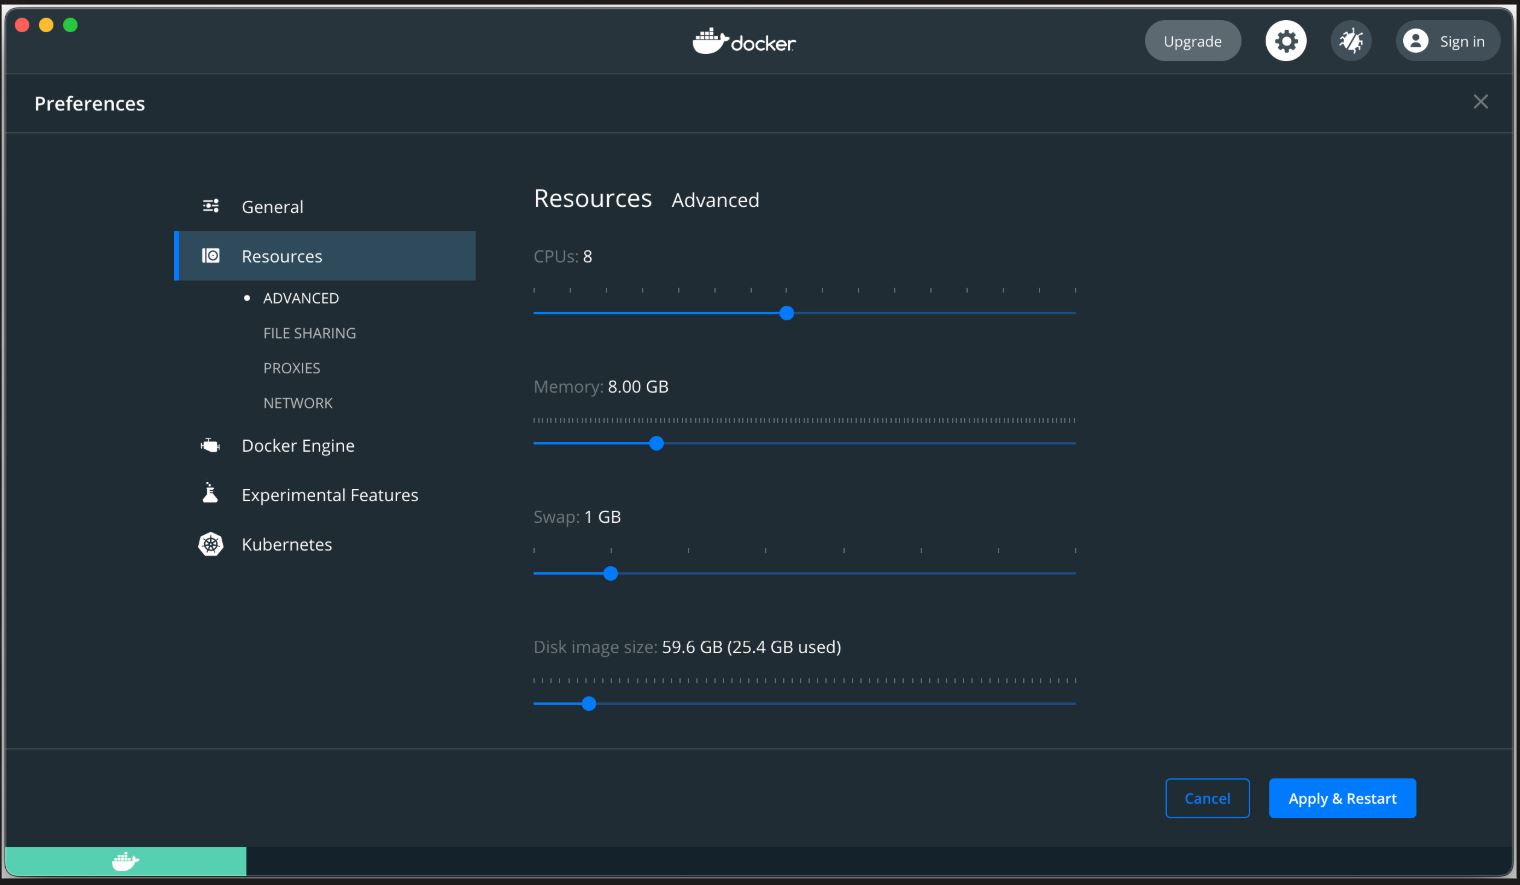 docker
Upgrade
Sign in
Preferences
General
Resources
ADVANCED
FILE SHARING
PROXIES
NETWORK
Docker Engine
Experimental Features
Kubernetes
Resources Advanced
CPUs: 8
Memory: 8.00 GB
Swap: 1 GB
Disk image size: 59.6 GB (25.4 GB used)
Cancel
Apply & Restart